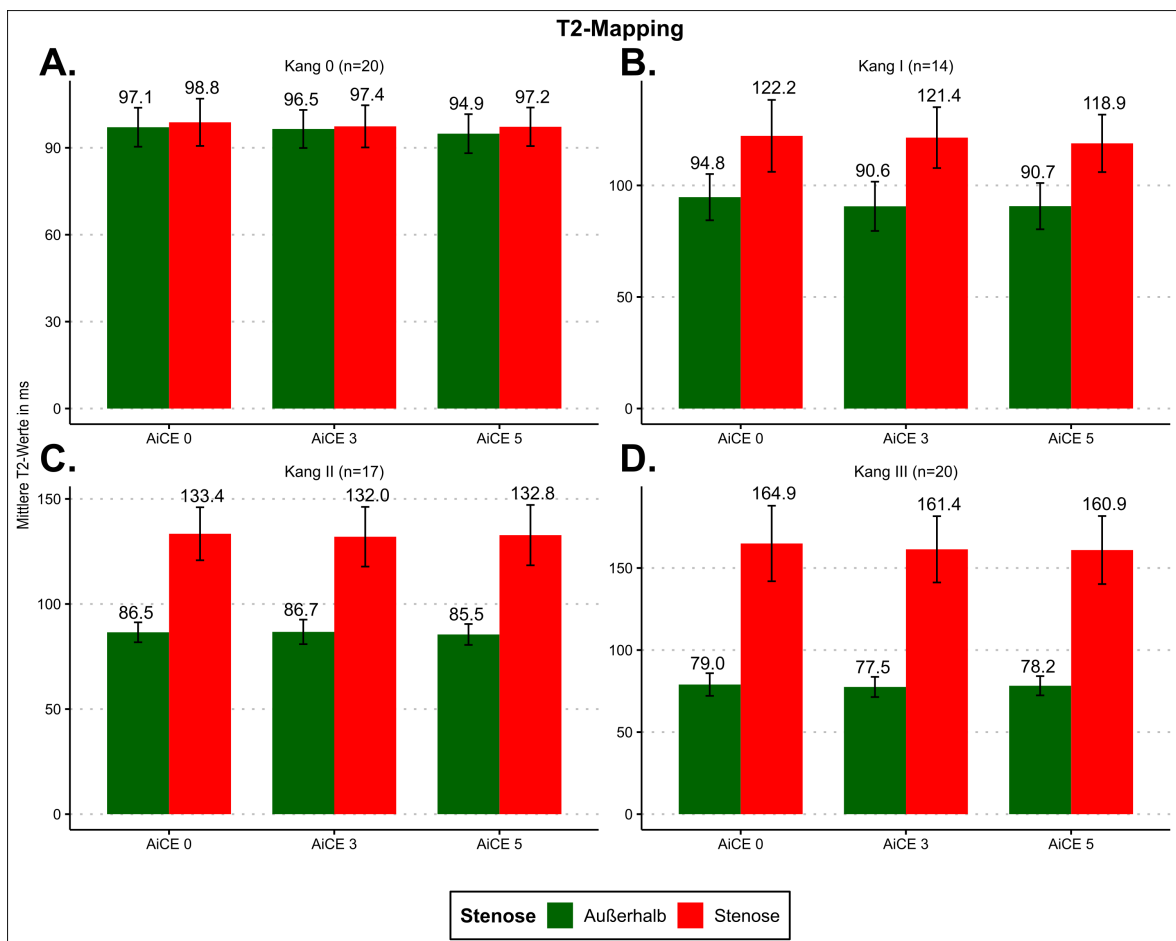 T2-Mapping
A.
Kang 0 (n=20)
97.1 98.8 96.5 97.4 94.9 97.2
90
60
30
0
AiCE 0 AiCE 3 AiCE 5
B.
Kang I (n=14)
94.8 122.2 90.6 121.4 90.7 118.9
100
50
0
AiCE 0 AiCE 3 AiCE 5
Mittlere T2-Werte in ms
C.
Kang II (n=17)
86.5 133.4 86.7 132.0 85.5 132.8
150
100
50
0
AiCE 0 AiCE 3 AiCE 5
D.
Kang III (n=20)
79.0 164.9 77.5 161.4 78.2 160.9
150
100
50
0
AiCE 0 AiCE 3 AiCE 5
Stenose Außerhalb Stenose